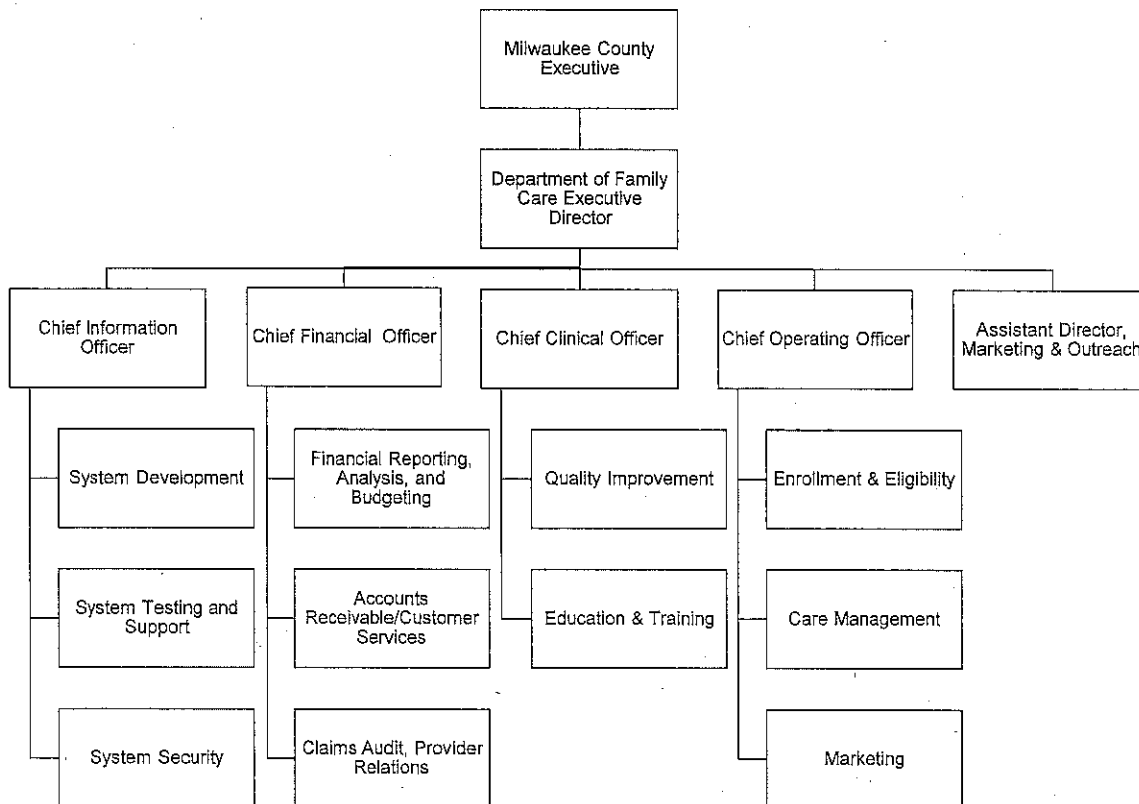 Milwaukee County
Executive
Department of Family
Care Executive
Director
Chief Information
Officer
Chief Financial Officer
Chief Clinical Officer
Chief Operating Officer
Assistant Director,
Marketing & Outreach
System Development
Financial Reporting,
Analysis, and
Budgeting
Quality Improvement
Enrollment & Eligibility
System Testing and
Support
Accounts
Receivable/Customer
Services
Education & Training
Care Management
System Security
Claims Audit, Provider
Relations
Marketing